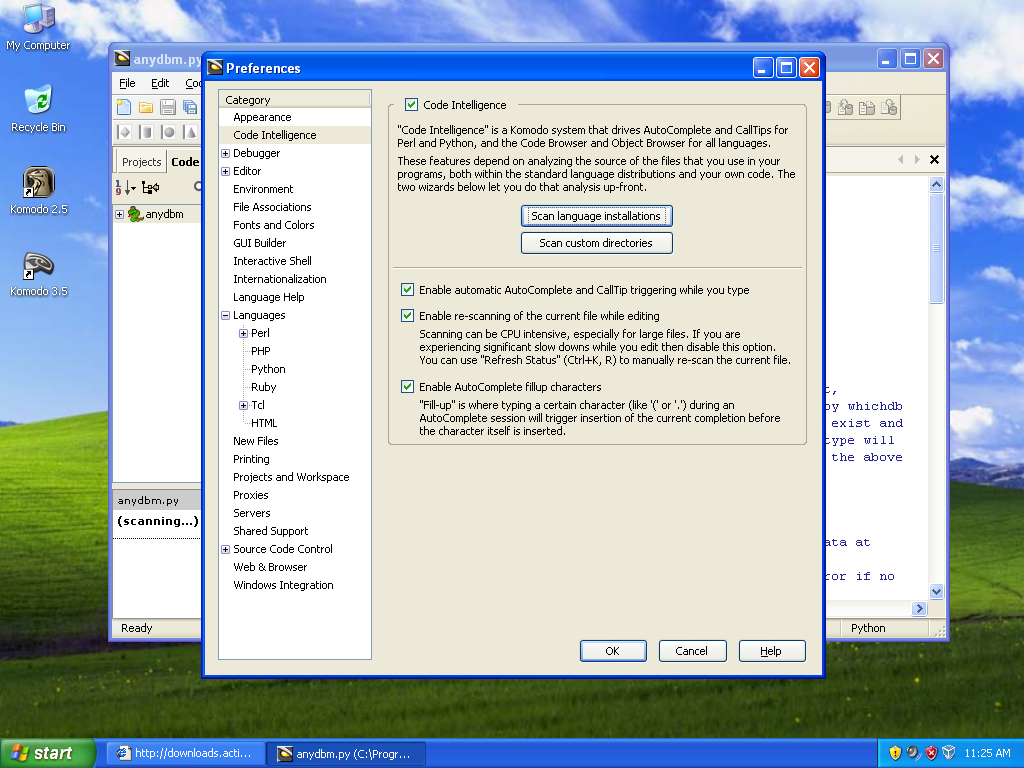 My Computer
Recycle Bin
Komodo 2.5
Komodo 3.5
anydbm.py
File Edit
Projects
Code
anydbm
anydbm.py
(scanning...)
Ready
Preferences
Category
Appearance
Code Intelligence
Debugger
Editor
Environment
File Associations
Fonts and Colors
GUI Builder
Interactive Shell
Internationalization
Language Help
Languages
Perl
PHP
Python
Ruby
Tcl
HTML
New Files
Printing
Projects and Workspace
Proxies
Servers
Shared Support
Source Code Control
Web & Browser
Windows Integration
Code Intelligence
"Code Intelligence" is a Komodo system that drives AutoComplete and CallTips for
Perl and Python, and the Code Browser and Object Browser for all languages.
These features depend on analyzing the source of the files that you use in your
programs, both within the standard language distributions and your own code. The
two wizards below let you do that analysis up-front.
Scan language installations
Scan custom directories
Enable automatic AutoComplete and CallTip triggering while you type
Enable re-scanning of the current file while editing
Scanning can be CPU intensive, especially for large files. If you are
experiencing significant slow downs while you edit then disable this option.
You can use "Refresh Status" (Ctrl+K, R) to manually re-scan the current file.
Enable AutoComplete fillup characters
"Fill-up" is where typing a certain character (like '(' or '.') during an
AutoComplete session will trigger insertion of the current completion before
the character itself is inserted.
OK
Cancel
Help
by whichdb
exist and
type will
the above
ata at
ror if no
Python
start
http://downloads.acti...
anydbm.py (C:\Progr...
11:25 AM